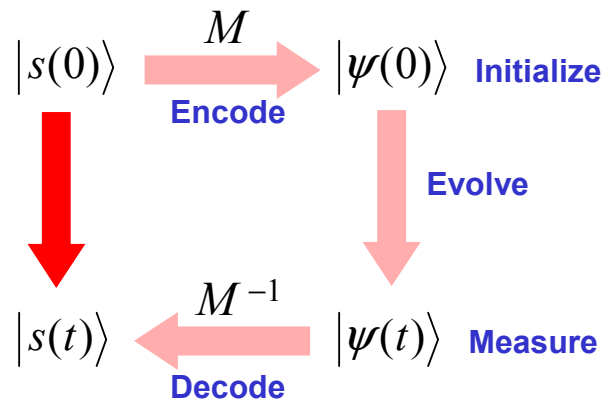 M
|s(0)⟩ |ψ(0)⟩ Initialize
Encode
Evolve
M⁻¹
|s(t)⟩ |ψ(t)⟩ Measure
Decode